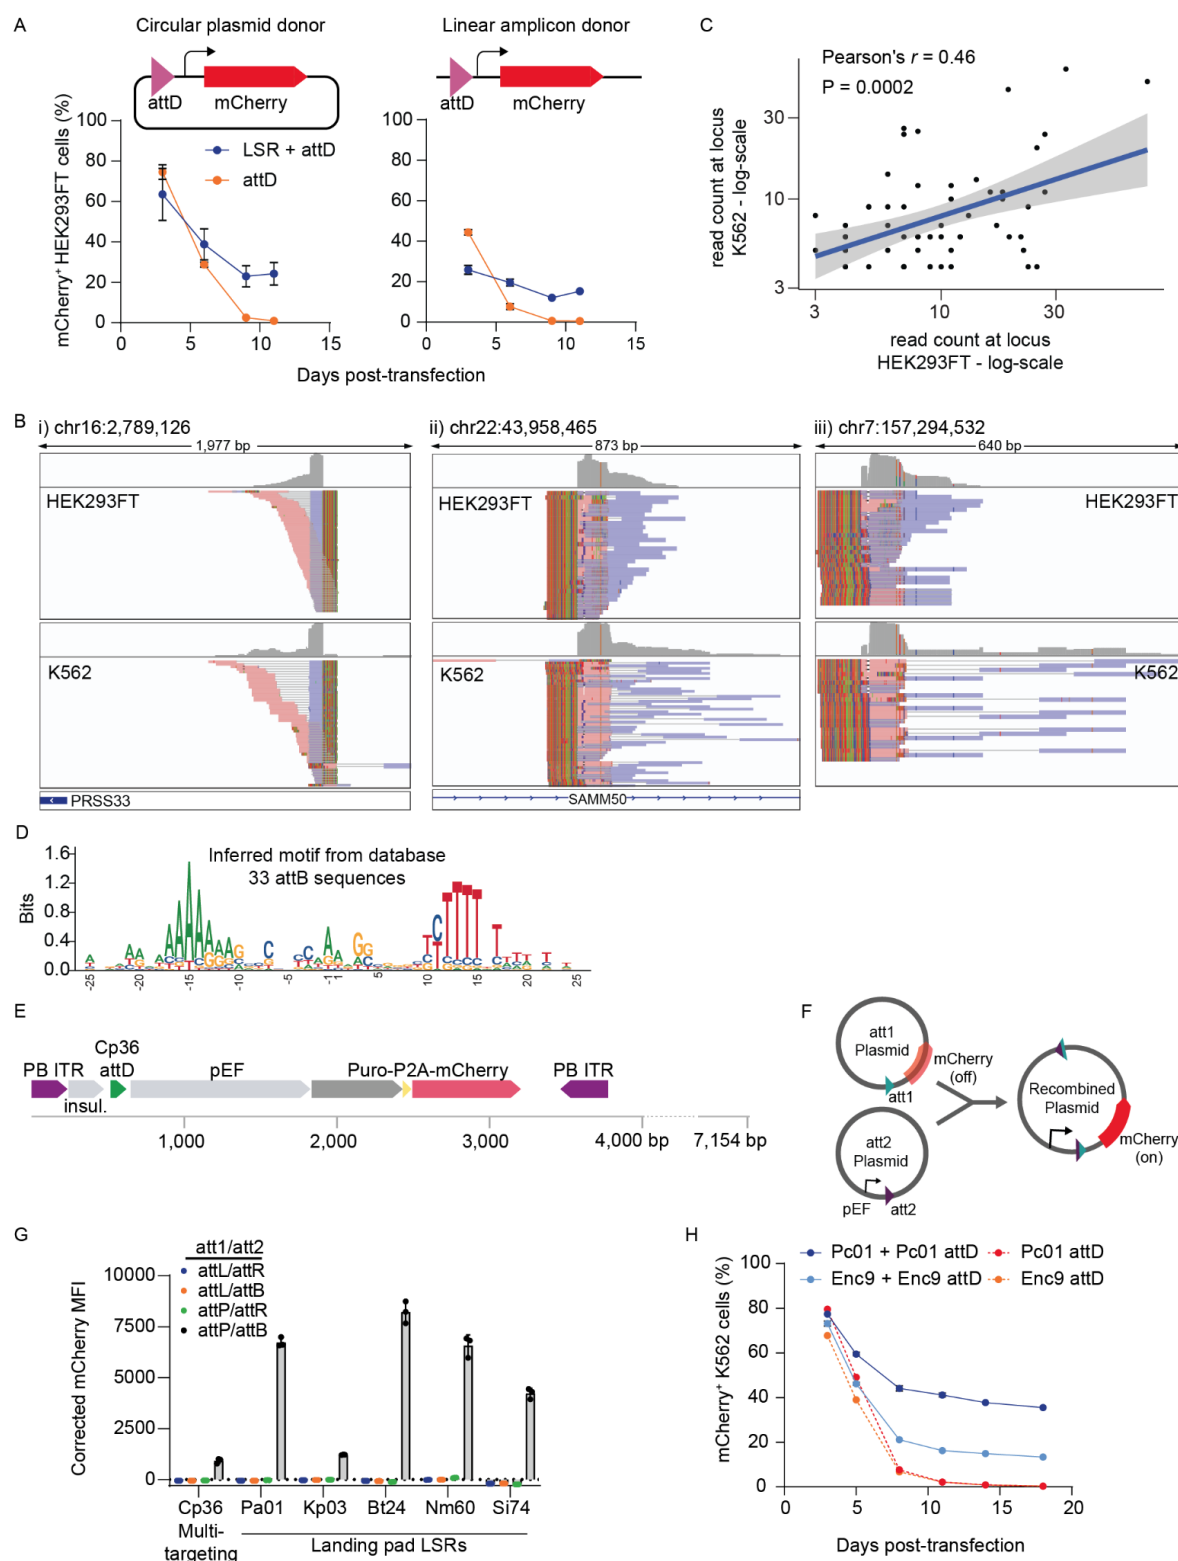 A
Circular plasmid donor
attD
mCherry
Linear amplicon donor
attD
mCherry
mCherry⁺ HEK293FT cells (%)
100
80
60
40
20
0
LSR + attD
attD
0 5 10 15
100
80
60
40
20
0
0 5 10 15
Days post-transfection
C
Pearson's r = 0.46
P = 0.0002
read count at locus
K562 - log-scale
30
10
3
3 10 30
read count at locus
HEK293FT - log-scale
B
i) chr16:2,789,126
1,977 bp
HEK293FT
K562
PRSS33
ii) chr22:43,958,465
873 bp
HEK293FT
K562
SAMM50
iii) chr7:157,294,532
640 bp
HEK293FT
K562
D
Inferred motif from database
33 attB sequences
Bits
1.6
1.2
0.8
0.4
0.0
-25 -20 -15 -10 -5 -1 1 5 10 15 20 25
E
PB ITR
insul.
Cp36
attD
pEF
Puro-P2A-mCherry
PB ITR
1,000 2,000 3,000 4,000 bp 7,154 bp
F
att1
Plasmid
mCherry
(off)
att1
att2
Plasmid
pEF
att2
Recombined
Plasmid
mCherry
(on)
G
att1/att2
attL/attR
attL/attB
attP/attR
attP/attB
Corrected mCherry MFI
10000
7500
5000
2500
0
Cp36 Pa01 Kp03 Bt24 Nm60 Si74
Multi-
targeting
Landing pad LSRs
H
Pc01 + Pc01 attD
Pc01 attD
Enc9 + Enc9 attD
Enc9 attD
mCherry⁺ K562 cells (%)
100
80
60
40
20
0
0 5 10 15 20
Days post-transfection